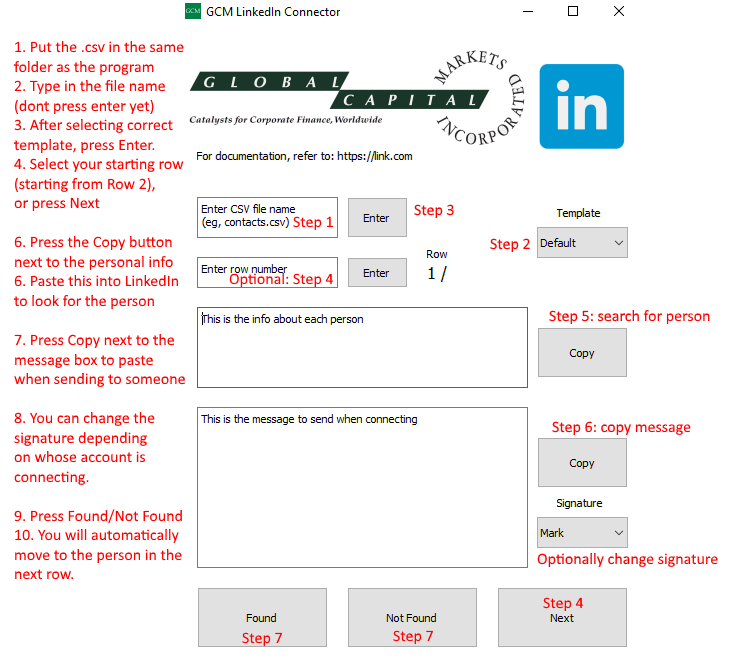 GCM GCM LinkedIn Connector
1. Put the .csv in the same
folder as the program
2. Type in the file name
(dont press enter yet)
3. After selecting correct
template, press Enter.
4. Select your starting row
(starting from Row 2),
or press Next
6. Press the Copy button
next to the personal info
6. Paste this into LinkedIn
to look for the person
7. Press Copy next to the
message box to paste
when sending to someone
8. You can change the
signature depending
on whose account is
connecting.
9. Press Found/Not Found
10. You will automatically
move to the person in the
next row.
GLOBAL
CAPITAL
MARKETS
INCORPORATED
Catalysts for Corporate Finance, Worldwide
in
For documentation, refer to: https://link.com
Enter CSV file name
(eg, contacts.csv) Step 1
Enter
Step 3
Template
Step 2
Default
Enter row number
Optional: Step 4
Enter
Row
1 /
This is the info about each person
Step 5: search for person
Copy
This is the message to send when connecting
Step 6: copy message
Copy
Signature
Mark
Optionally change signature
Found
Step 7
Not Found
Step 7
Step 4
Next